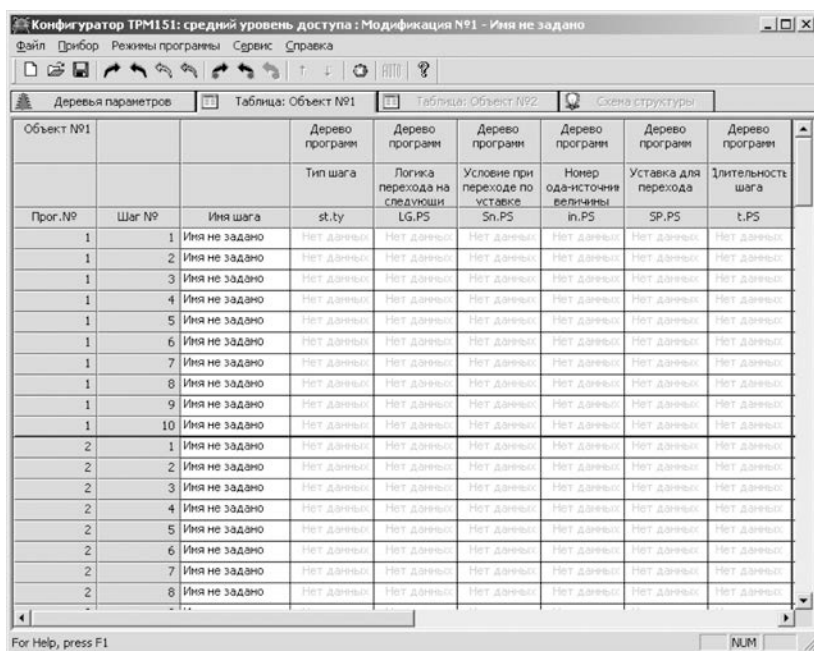 Конфигуратор ТРМ151: средний уровень доступа : Модификация №1 - Имя не задано
Файл Прибор Режимы программы Сервис Справка
Деревья параметров Таблица: Объект №1 Таблица: Объект №2 Схема структуры
Объект №1 Дерево программ Дерево программ Дерево программ Дерево программ Дерево программ Дерево программ
Тип шага Логика перехода на следующи Условие при переходе по уставке Номер ода-источник величины Уставка для перехода Длительность шага
Прог.№ Шаг № Имя шага st.ty LG.PS Sn.PS in.PS SP.PS t.PS
1 1 Имя не задано Нет данных Нет данных Нет данных Нет данных Нет данных Нет данных
1 2 Имя не задано Нет данных Нет данных Нет данных Нет данных Нет данных Нет данных
1 3 Имя не задано Нет данных Нет данных Нет данных Нет данных Нет данных Нет данных
1 4 Имя не задано Нет данных Нет данных Нет данных Нет данных Нет данных Нет данных
1 5 Имя не задано Нет данных Нет данных Нет данных Нет данных Нет данных Нет данных
1 6 Имя не задано Нет данных Нет данных Нет данных Нет данных Нет данных Нет данных
1 7 Имя не задано Нет данных Нет данных Нет данных Нет данных Нет данных Нет данных
1 8 Имя не задано Нет данных Нет данных Нет данных Нет данных Нет данных Нет данных
1 9 Имя не задано Нет данных Нет данных Нет данных Нет данных Нет данных Нет данных
1 10 Имя не задано Нет данных Нет данных Нет данных Нет данных Нет данных Нет данных
2 1 Имя не задано Нет данных Нет данных Нет данных Нет данных Нет данных Нет данных
2 2 Имя не задано Нет данных Нет данных Нет данных Нет данных Нет данных Нет данных
2 3 Имя не задано Нет данных Нет данных Нет данных Нет данных Нет данных Нет данных
2 4 Имя не задано Нет данных Нет данных Нет данных Нет данных Нет данных Нет данных
2 5 Имя не задано Нет данных Нет данных Нет данных Нет данных Нет данных Нет данных
2 6 Имя не задано Нет данных Нет данных Нет данных Нет данных Нет данных Нет данных
2 7 Имя не задано Нет данных Нет данных Нет данных Нет данных Нет данных Нет данных
2 8 Имя не задано Нет данных Нет данных Нет данных Нет данных Нет данных Нет данных
For Help, press F1 NUM